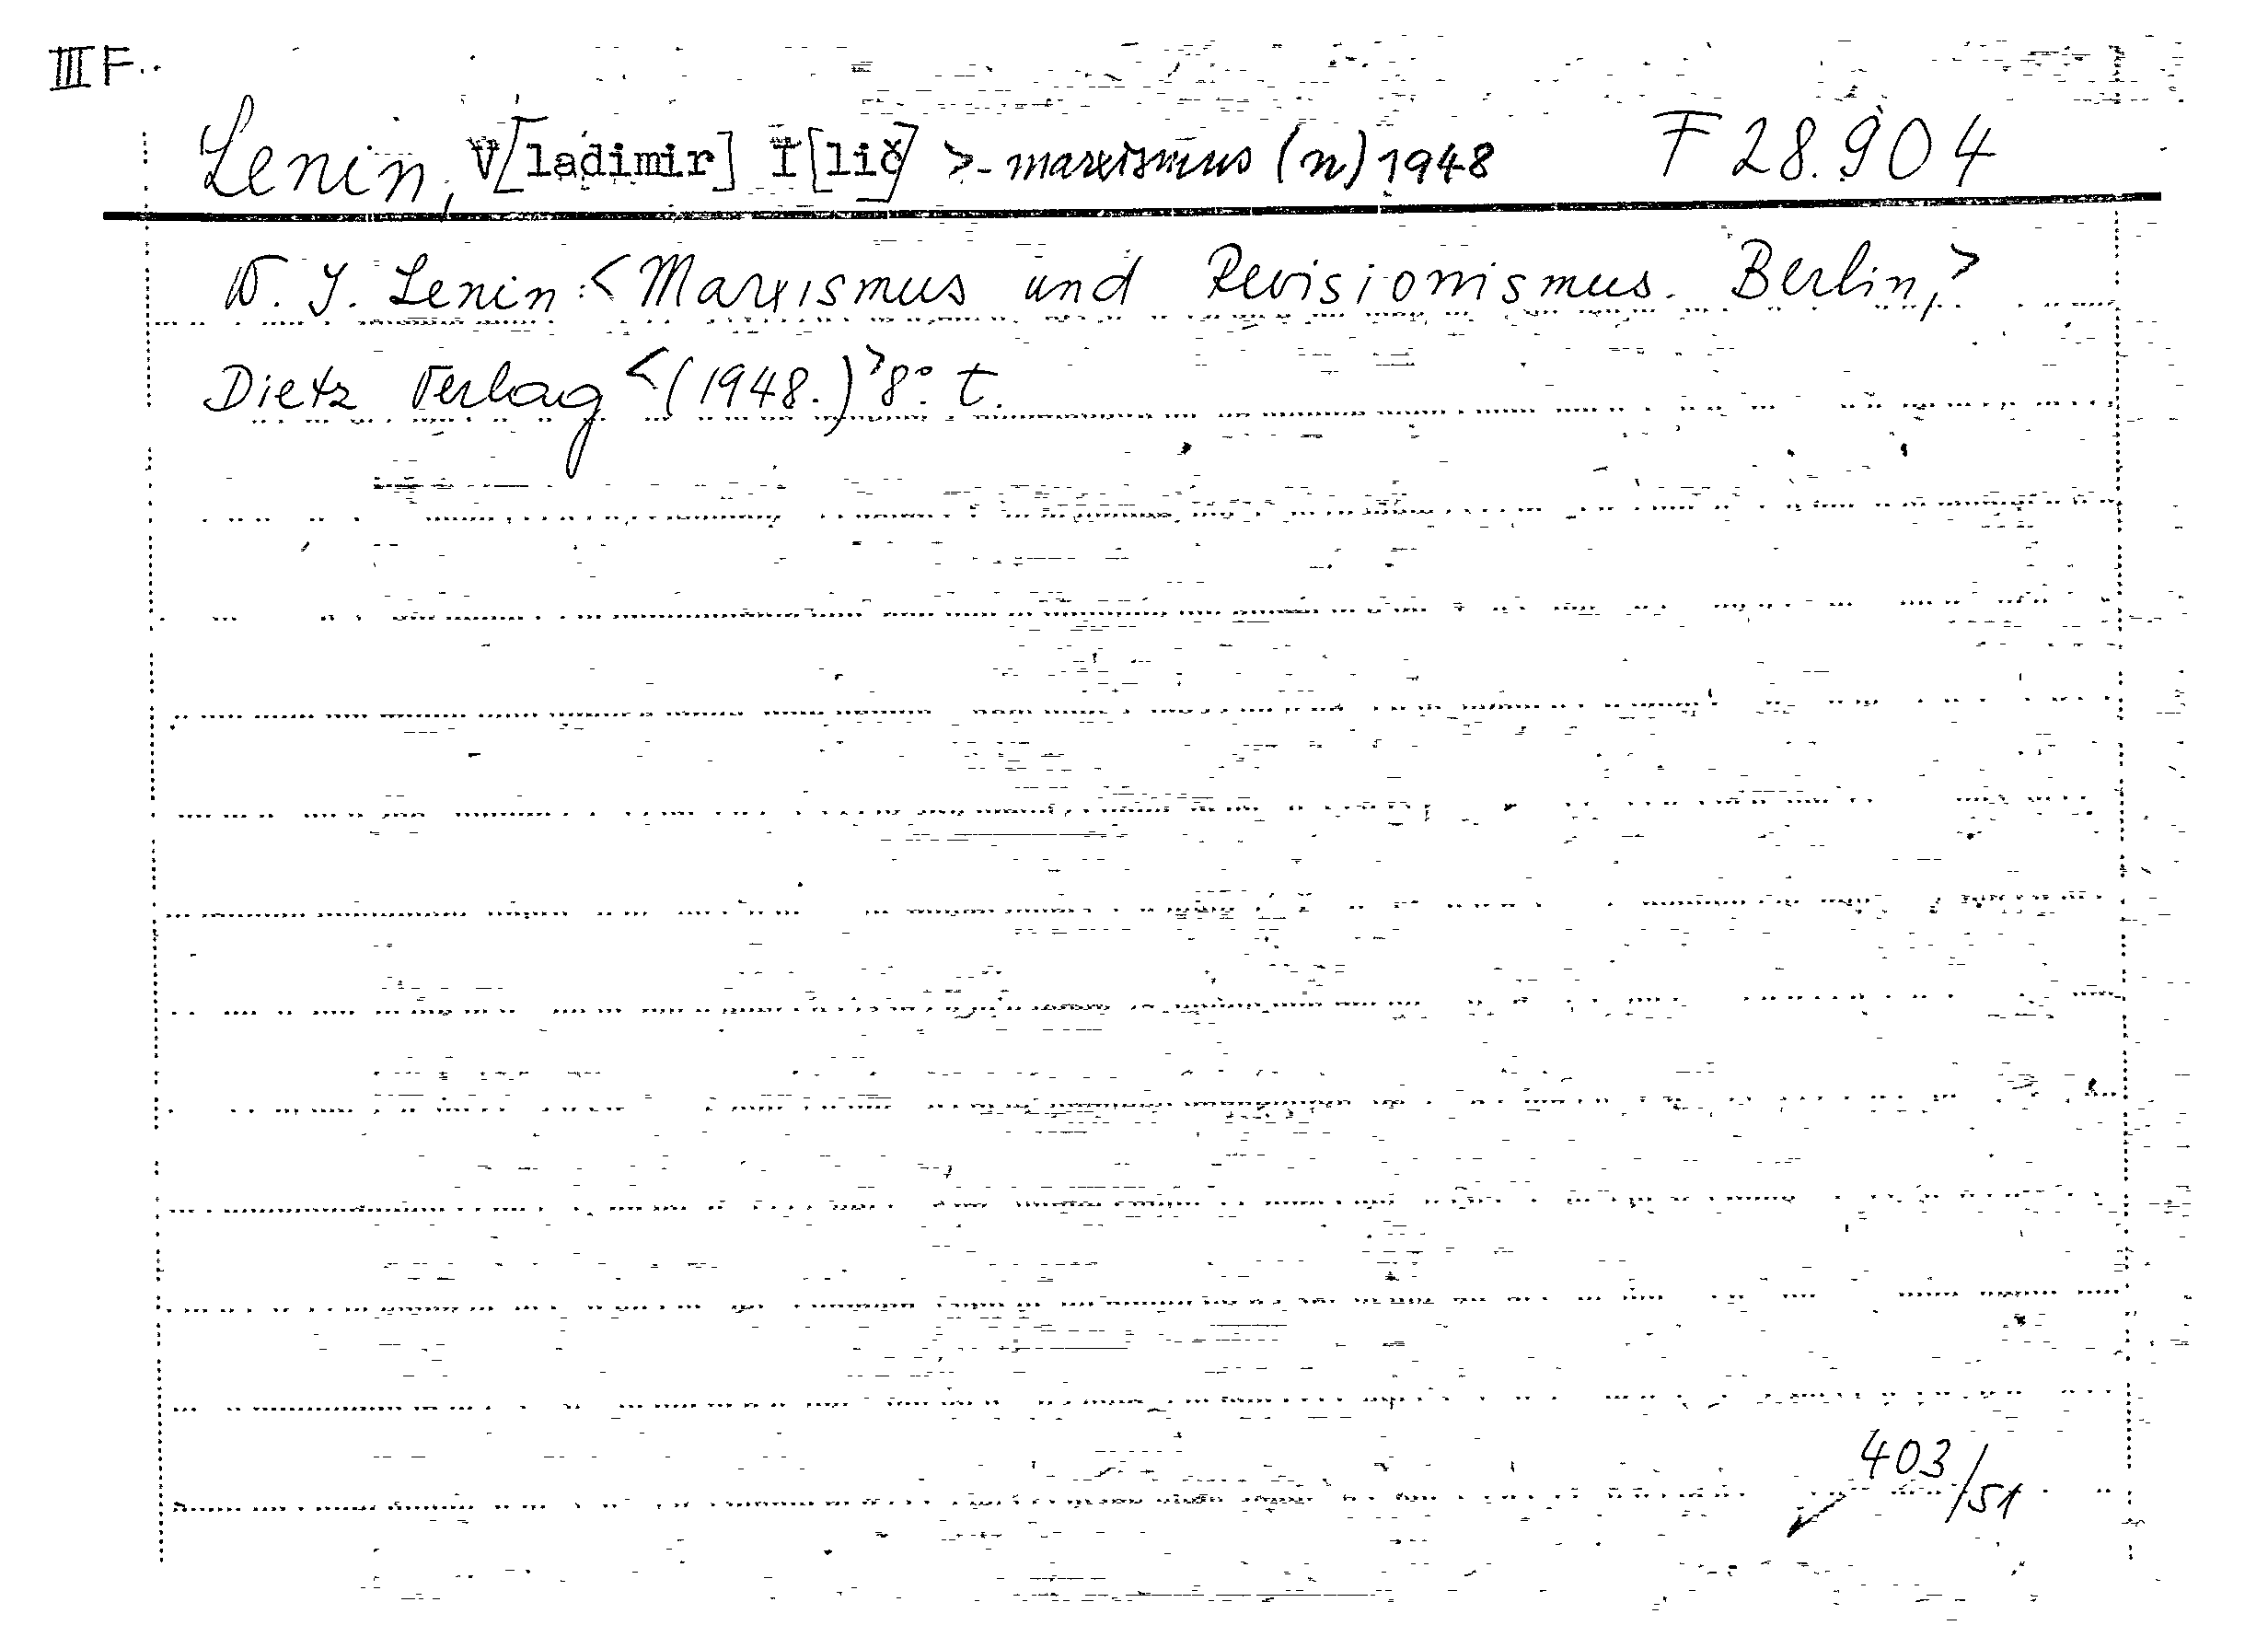 III F
Lenin, V[ladimir] I[lič] >- marxismus (n) 1948 F 28.904
W. J. Lenin: <Marxismus und Revisionismus. Berlin,>
Dietz Verlag <(1948.)> 8° t.
403/51